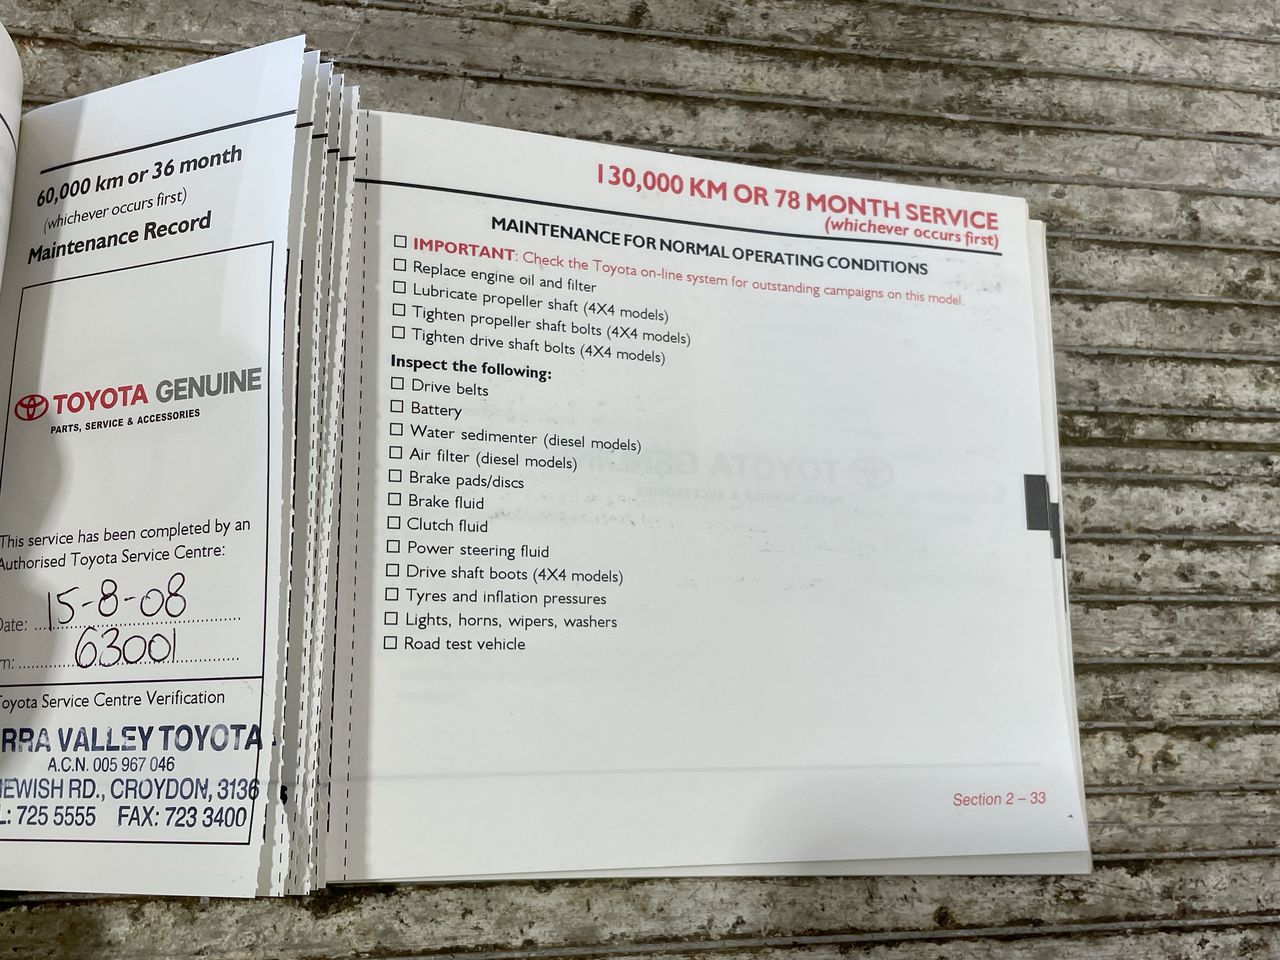 60,000 km or 36 month
(whichever occurs first)
Maintenance Record
TOYOTA GENUINE
PARTS, SERVICE & ACCESSORIES
This service has been completed by an
Authorised Toyota Service Centre:
Date: 15-8-08
m: 63001
Toyota Service Centre Verification
RRA VALLEY TOYOTA
A.C.N. 005 967 046
EWISH RD., CROYDON, 3136
L: 725 5555 FAX: 723 3400
130,000 KM OR 78 MONTH SERVICE
(whichever occurs first)
MAINTENANCE FOR NORMAL OPERATING CONDITIONS
IMPORTANT: Check the Toyota on-line system for outstanding campaigns on this model.
Replace engine oil and filter
Lubricate propeller shaft (4X4 models)
Tighten propeller shaft bolts (4X4 models)
Tighten drive shaft bolts (4X4 models)
Inspect the following:
Drive belts
Battery
Water sedimenter (diesel models)
Air filter (diesel models)
Brake pads/discs
Brake fluid
Clutch fluid
Power steering fluid
Drive shaft boots (4X4 models)
Tyres and inflation pressures
Lights, horns, wipers, washers
Road test vehicle
Section 2 – 33